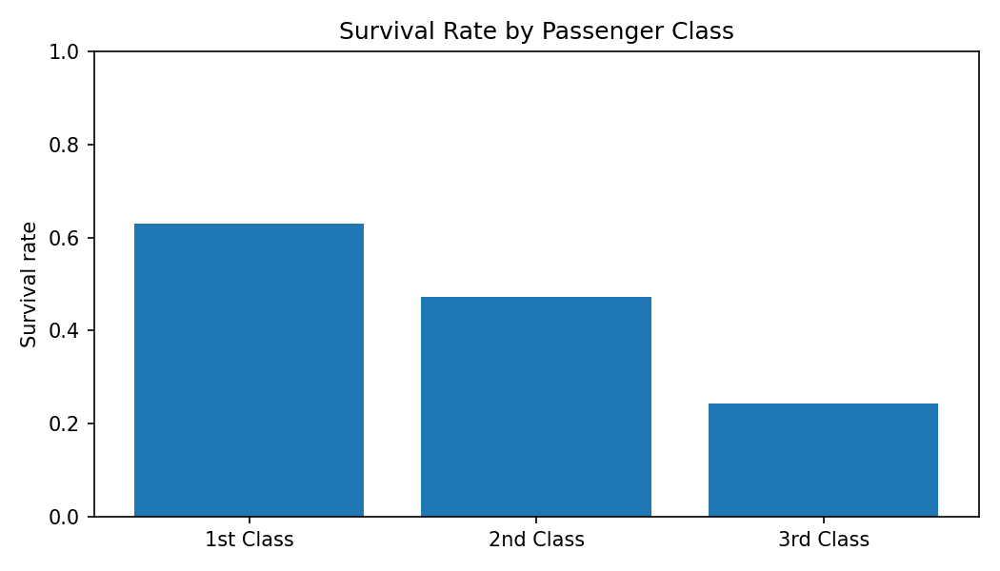 Survival Rate by Passenger Class
1.0
0.8
0.6
0.4
0.2
0.0
Survival rate
1st Class
2nd Class
3rd Class